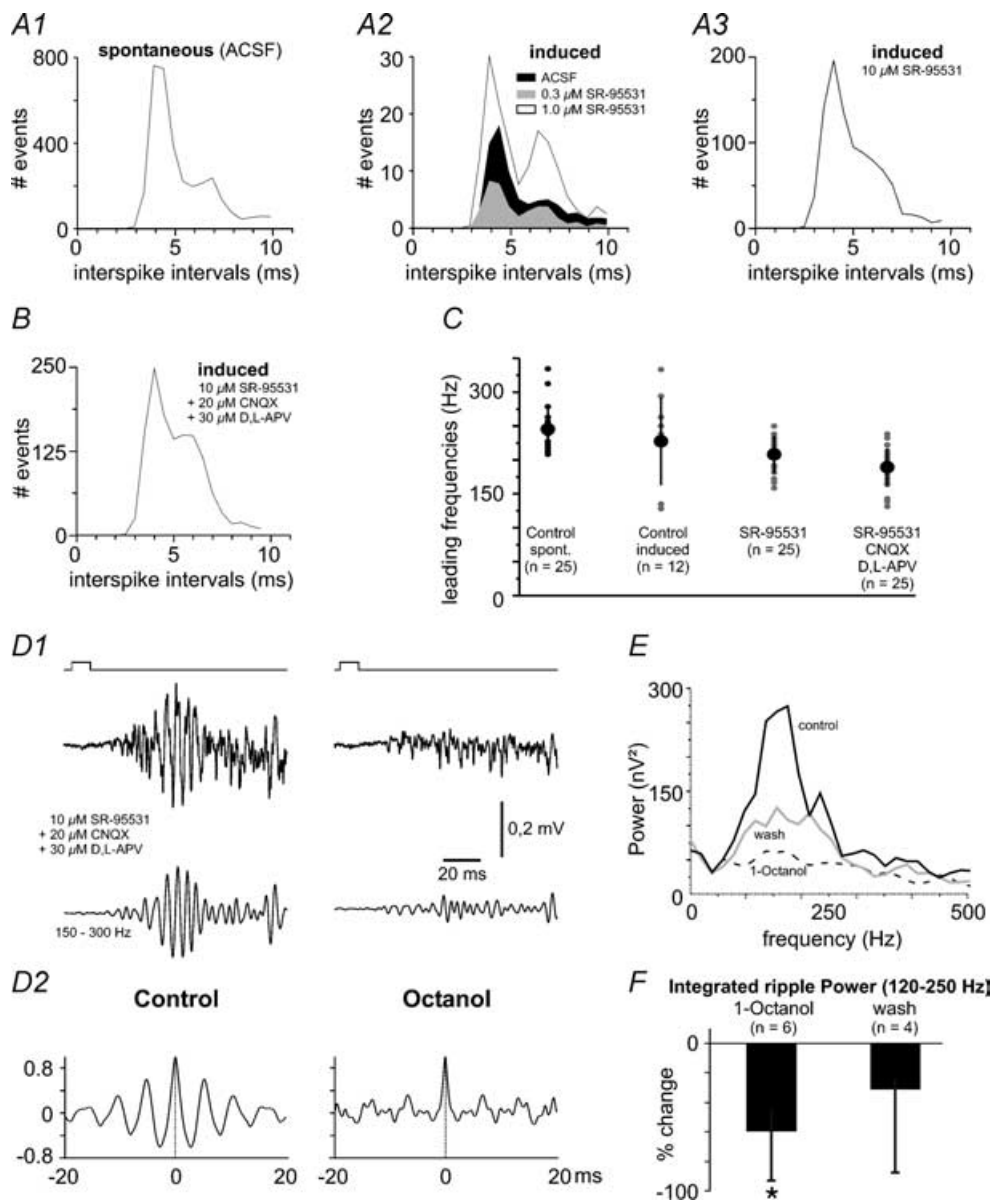 A1
spontaneous (ACSF)
800
400
0
# events
0 5 10
interspike intervals (ms)
A2
induced
ACSF
0.3 µM SR-95531
1.0 µM SR-95531
30
20
10
0
# events
0 5 10
interspike intervals (ms)
A3
induced
10 µM SR-95531
200
100
0
# events
0 5 10
interspike intervals (ms)
B
induced
10 µM SR-95531
+ 20 µM CNQX
+ 30 µM D,L-APV
250
125
0
# events
0 5 10
interspike intervals (ms)
C
leading frequencies (Hz)
300
150
0
Control
spont.
(n = 25)
Control
induced
(n = 12)
SR-95531
(n = 25)
SR-95531
CNQX
D,L-APV
(n = 25)
D1
10 µM SR-95531
+ 20 µM CNQX
+ 30 µM D,L-APV
0,2 mV
20 ms
150 - 300 Hz
E
300
150
0
Power (nV²)
control
wash
1-Octanol
0 250 500
frequency (Hz)
D2
Control
Octanol
0.8
0
-0.8
-20 0 20
-20 0 20 ms
F
Integrated ripple Power (120-250 Hz)
1-Octanol
(n = 6)
wash
(n = 4)
0
-100
% change
*